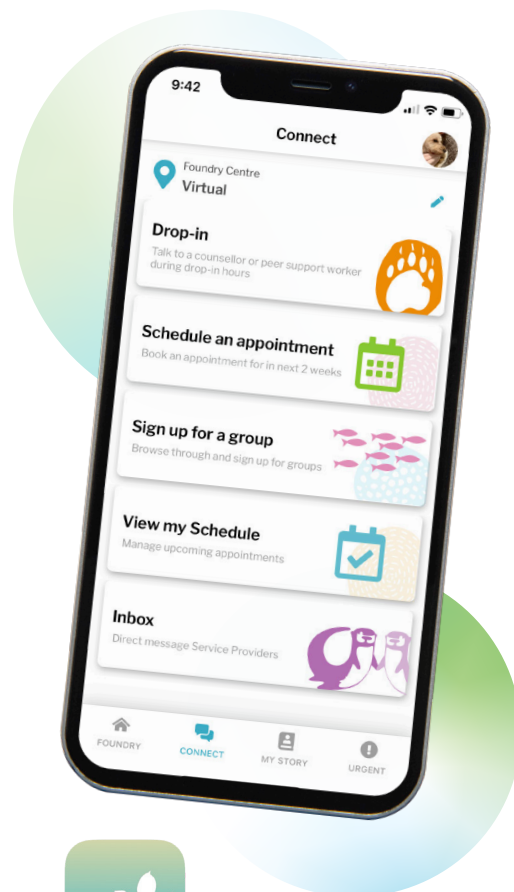 9:42
Connect
Foundry Centre
Virtual
Drop-in
Talk to a counsellor or peer support worker
during drop-in hours
Schedule an appointment
Book an appointment for in next 2 weeks
Sign up for a group
Browse through and sign up for groups
View my Schedule
Manage upcoming appointments
Inbox
Direct message Service Providers
FOUNDRY
CONNECT
MY STORY
URGENT